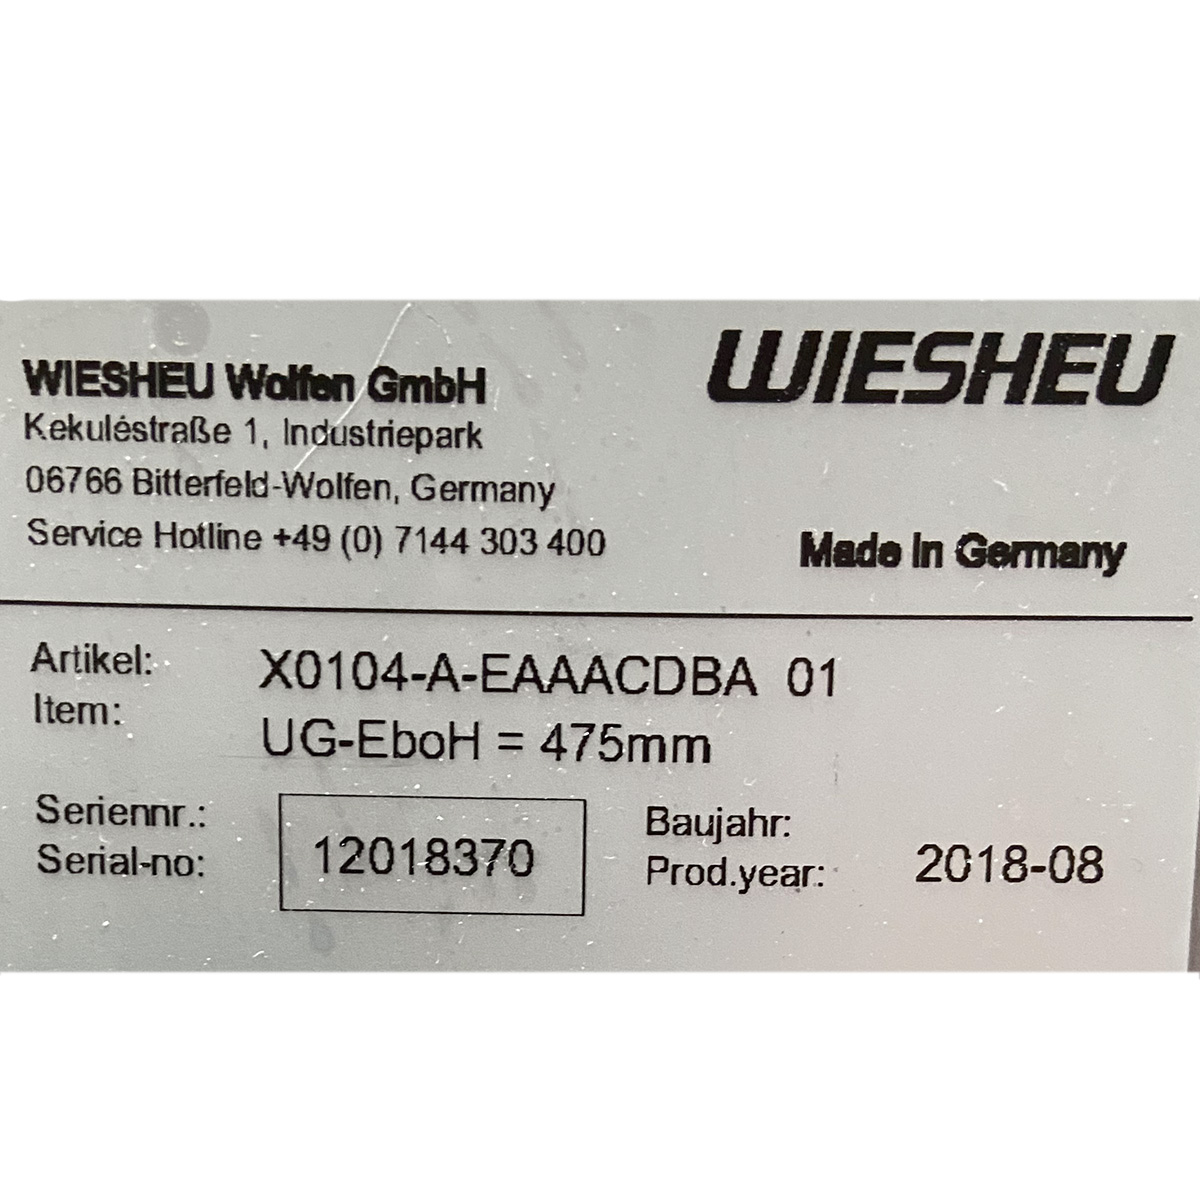 WIESHEU Wolfen GmbH
Kekuléstraße 1, Industriepark
06766 Bitterfeld-Wolfen, Germany
Service Hotline +49 (0) 7144 303 400
WIESHEU
Made In Germany
Artikel: X0104-A-EAAACDBA 01
Item: UG-EboH = 475mm
Seriennr.:
Serial-no:
12018370
Baujahr:
Prod.year:
2018-08